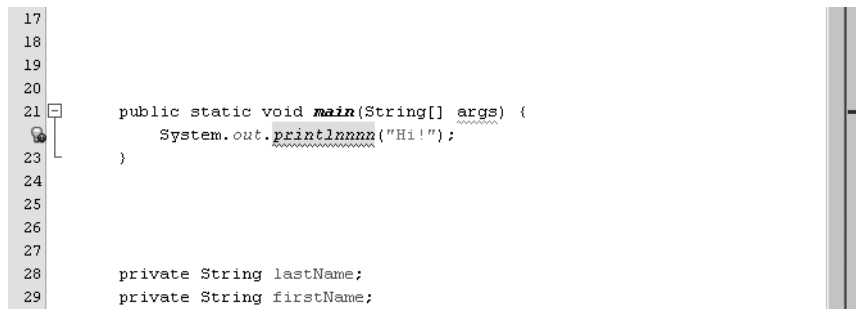 17
18
19
20
21 public static void main(String[] args) {
System.out.printlnnnn("Hi!");
23 }
24
25
26
27
28 private String lastName;
29 private String firstName;